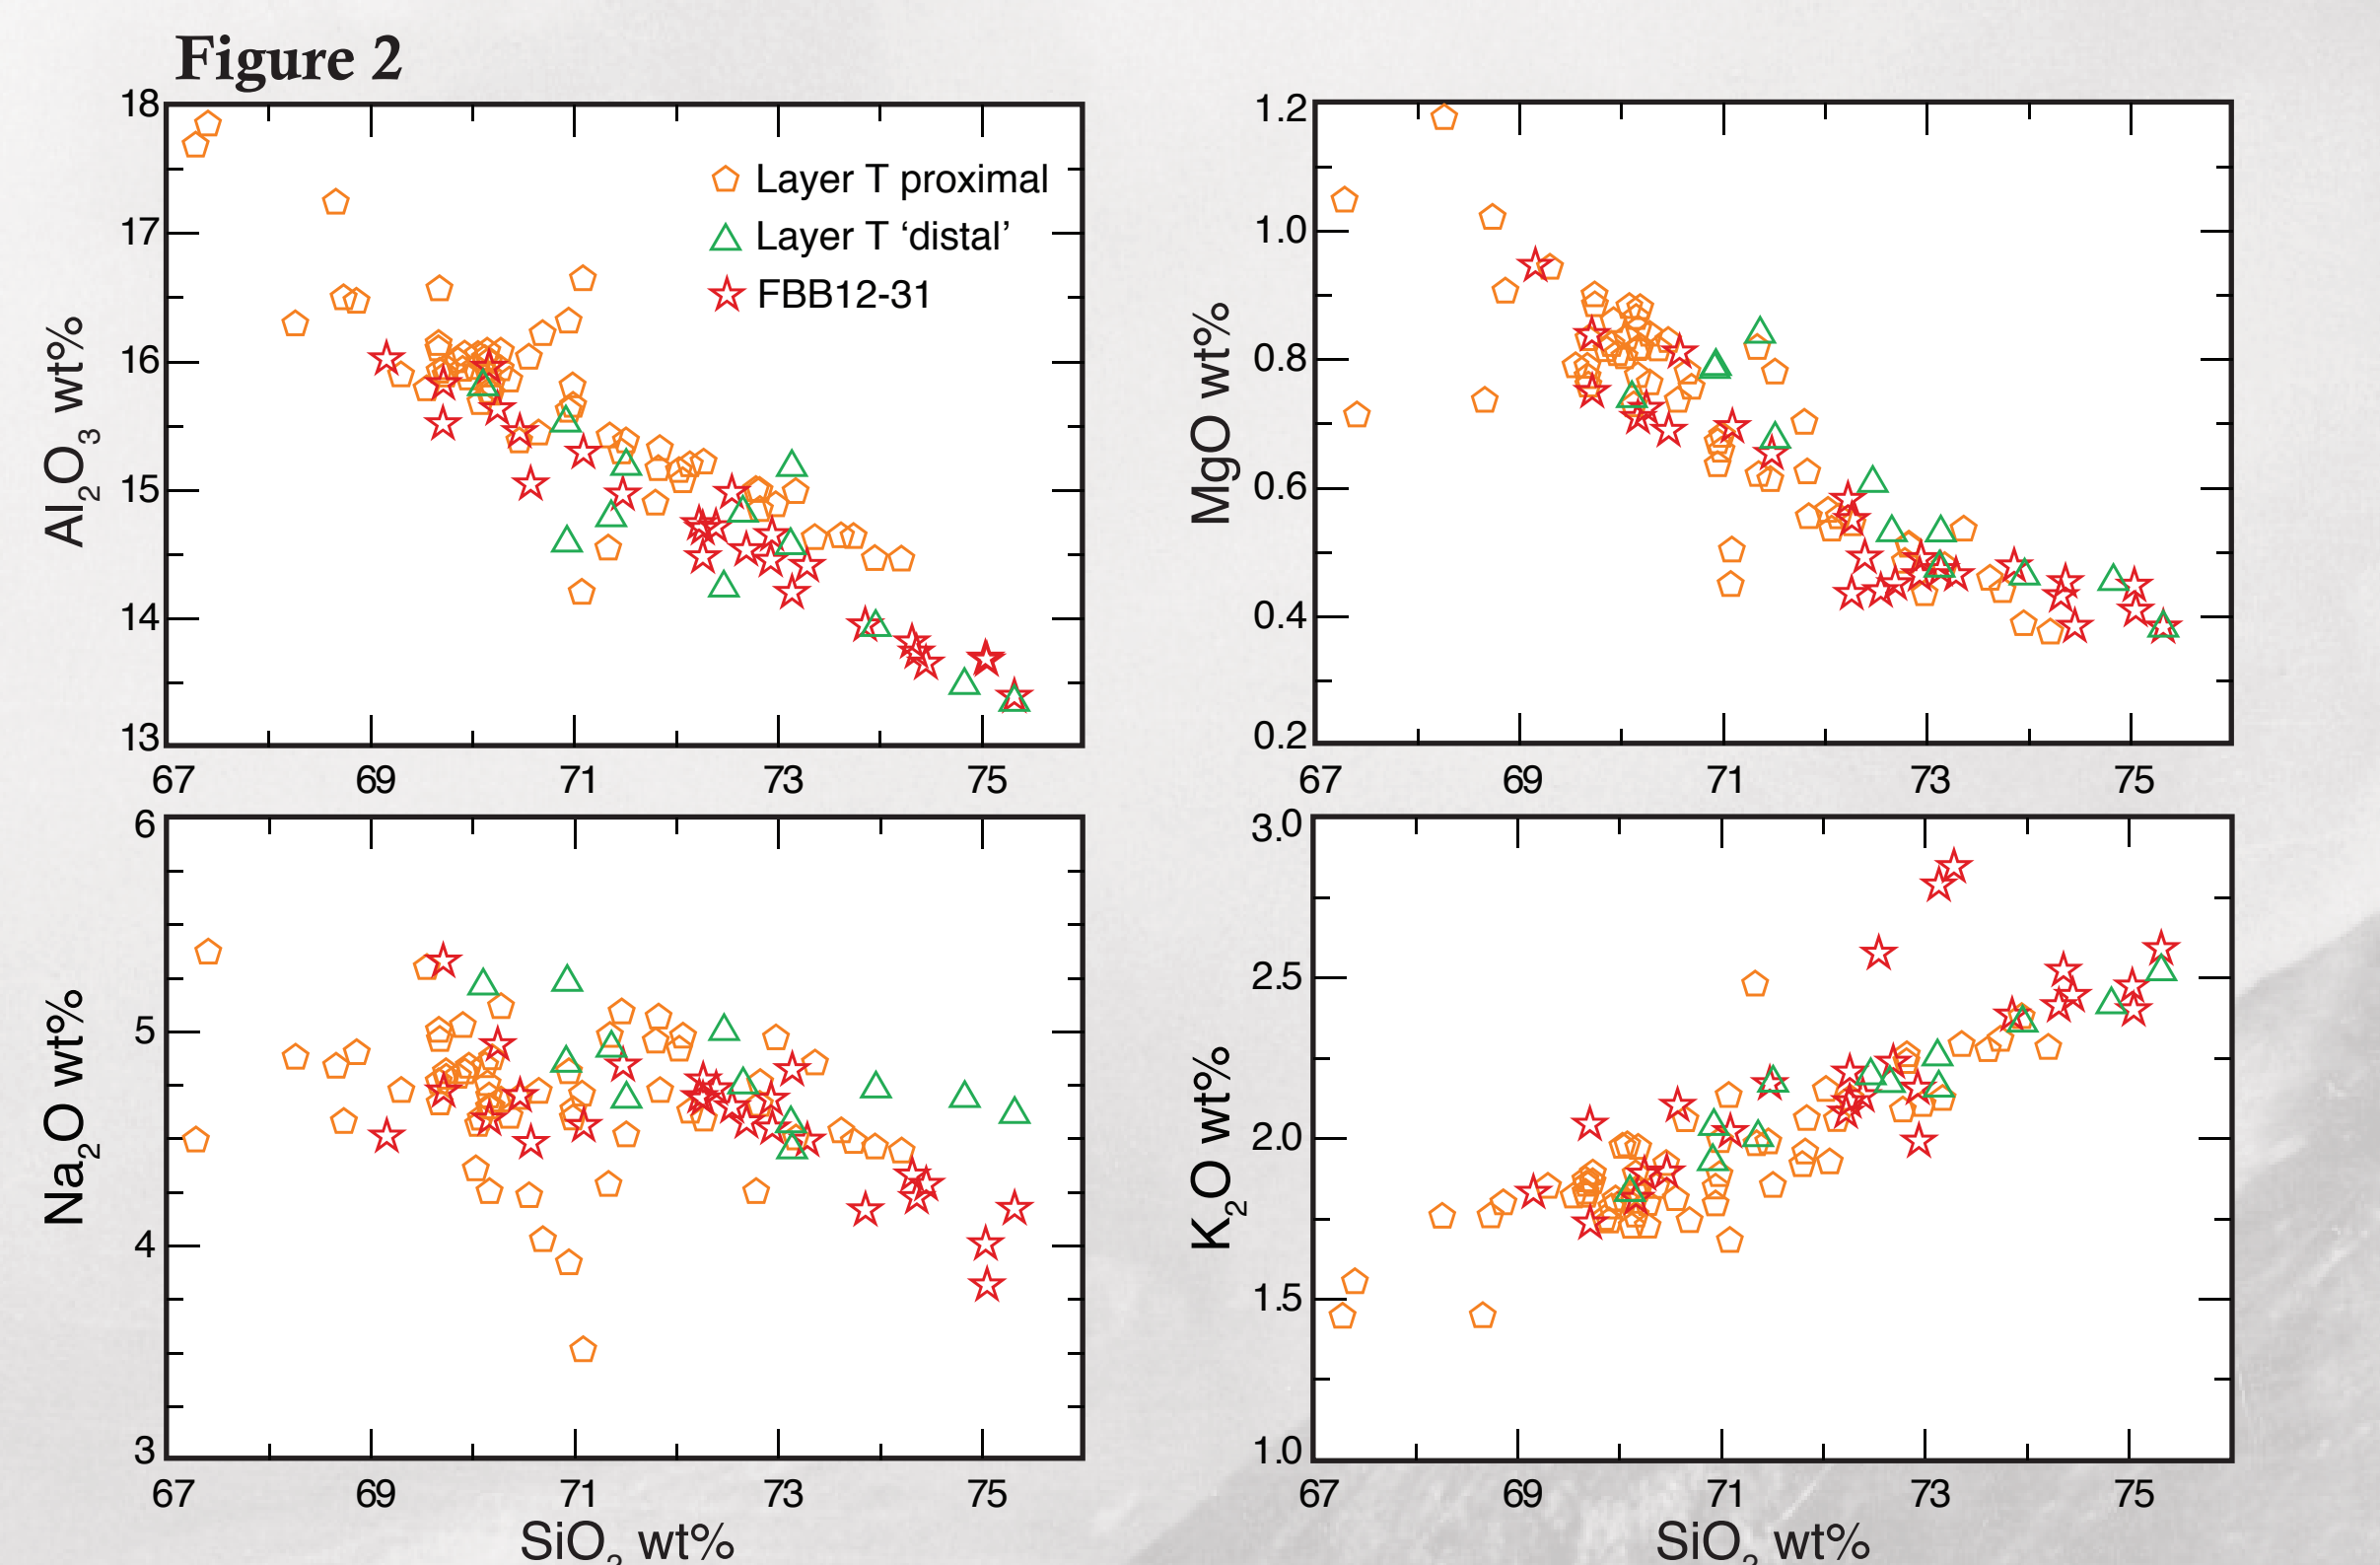 Figure 2
18
17
16
15
14
13
Al2O3 wt%
Layer T proximal
Layer T ‘distal’
FBB12-31
67 69 71 73 75
1.2
1.0
0.8
0.6
0.4
0.2
MgO wt%
67 69 71 73 75
6
5
4
3
Na2O wt%
67 69 71 73 75
SiO2 wt%
3.0
2.5
2.0
1.5
1.0
K2O wt%
67 69 71 73 75
SiO2 wt%